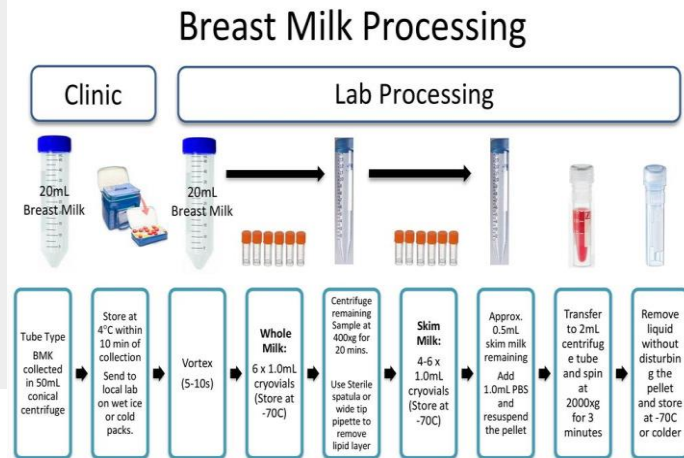 Breast Milk Processing
Clinic
Lab Processing
20mL
Breast Milk
20mL
Breast Milk
Tube Type
BMK
collected
in 50mL
conical
centrifuge
Store at
4°C within
10 min of
collection
Send to
local lab
on wet ice
or cold
packs.
Vortex
(5-10s)
Whole
Milk:
6 x 1.0mL
cryovials
(Store at
-70C)
Centrifuge
remaining
Sample at
400xg for
20 mins.
Use Sterile
spatula or
wide tip
pipette to
remove
lipid layer
Skim
Milk:
4-6 x
1.0mL
cryovials
(Store at
-70C)
Approx.
0.5mL
skim milk
remaining
Add
1.0mL PBS
and
resuspend
the pellet
Transfer
to 2mL
centrifug
e tube
and spin
at
2000xg
for 3
minutes
Remove
liquid
without
disturbin
g the
pellet
and store
at -70C
or colder